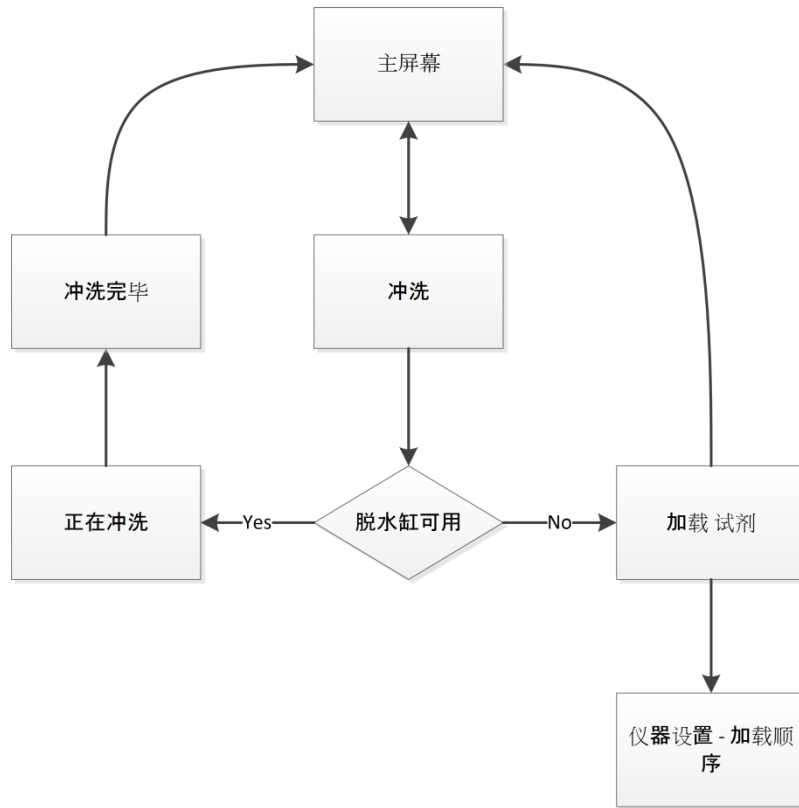 主屏幕
冲洗完毕
冲洗
正在冲洗
Yes
脱水缸可用
No
加载 试剂
仪器设置 - 加载顺
序